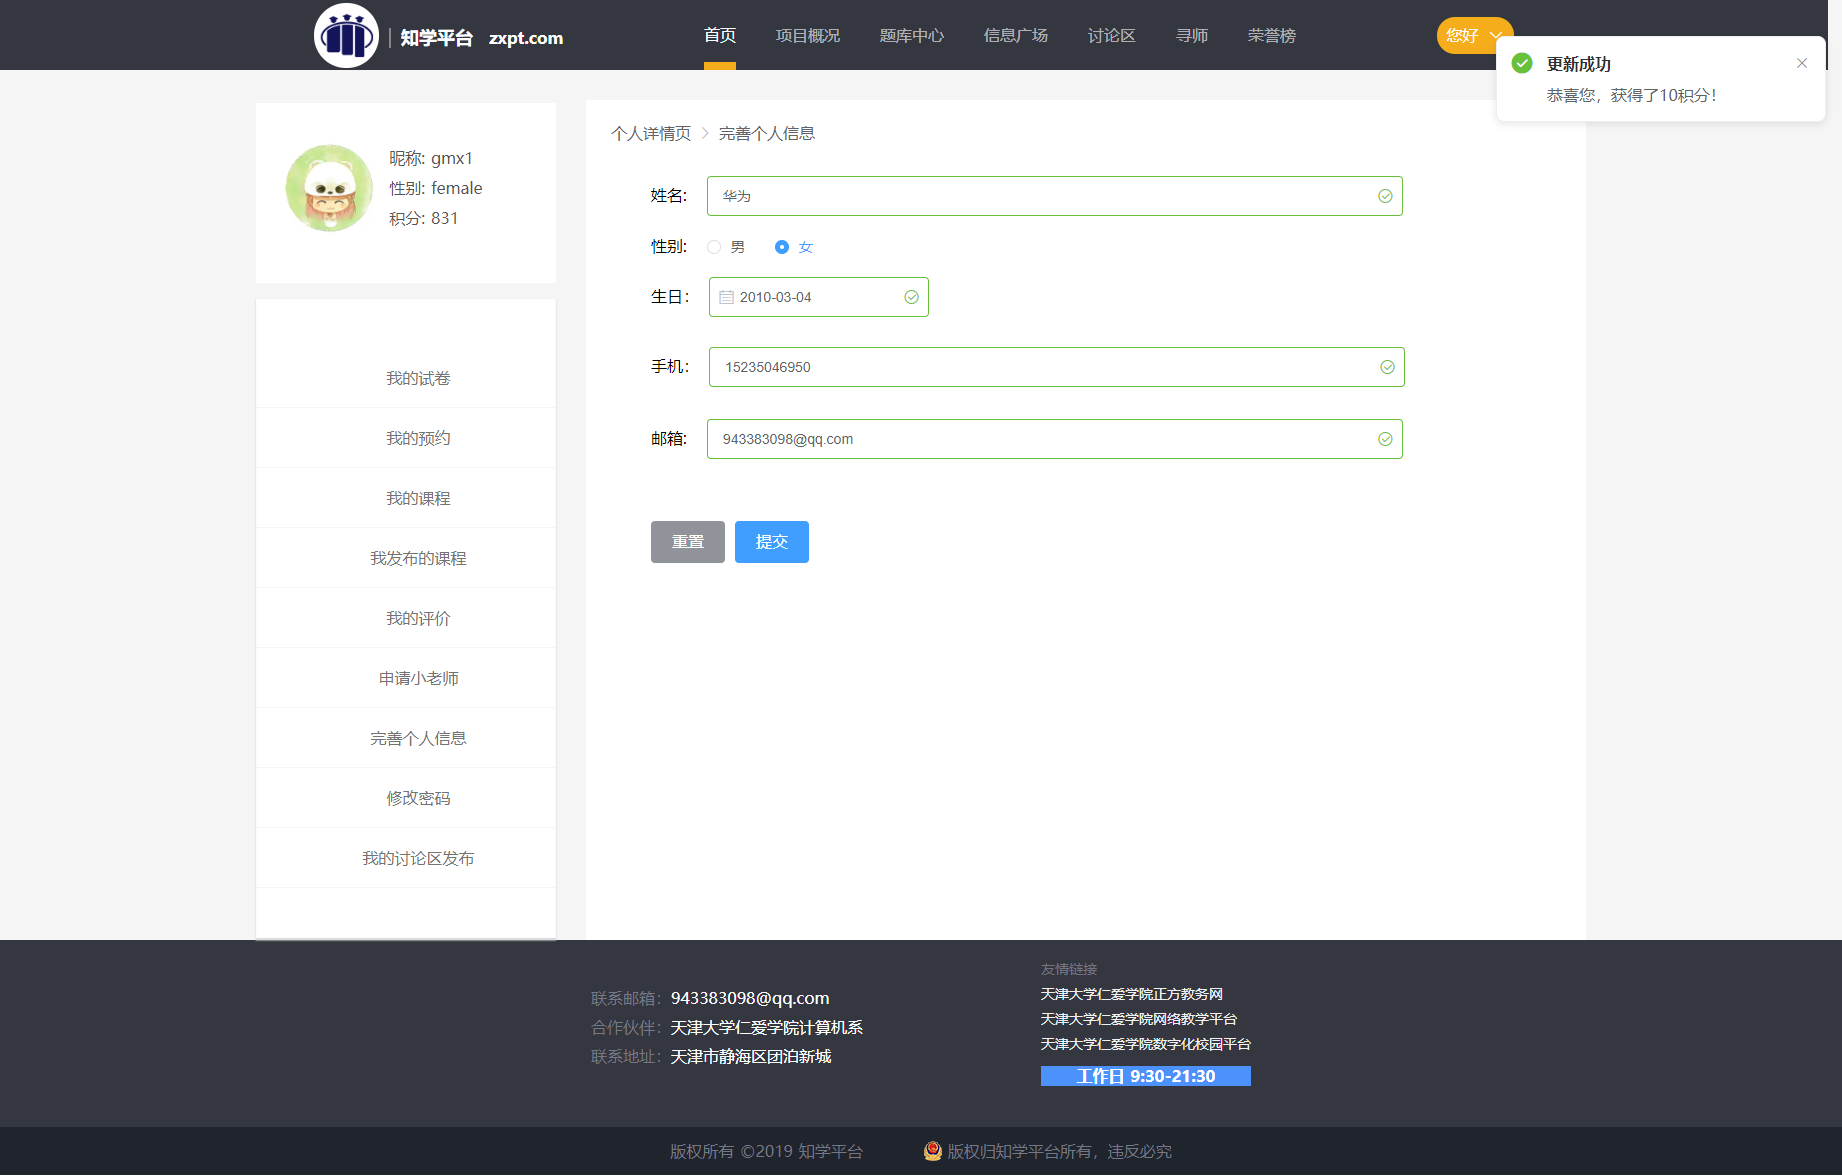 知学平台 zxpt.com
首页 项目概况 题库中心 信息广场 讨论区 寻师 荣誉榜
您好
更新成功
恭喜您，获得了10积分！
昵称: gmx1
性别: female
积分: 831
我的试卷
我的预约
我的课程
我发布的课程
我的评价
申请小老师
完善个人信息
修改密码
我的讨论区发布
个人详情页 完善个人信息
姓名: 华为
性别: 男 女
生日： 2010-03-04
手机： 15235046950
邮箱: 943383098@qq.com
重置 提交
联系邮箱：943383098@qq.com
合作伙伴：天津大学仁爱学院计算机系
联系地址：天津市静海区团泊新城
友情链接
天津大学仁爱学院正方教务网
天津大学仁爱学院网络教学平台
天津大学仁爱学院数字化校园平台
工作日 9:30-21:30
版权所有 ©2019 知学平台 版权归知学平台所有，违反必究